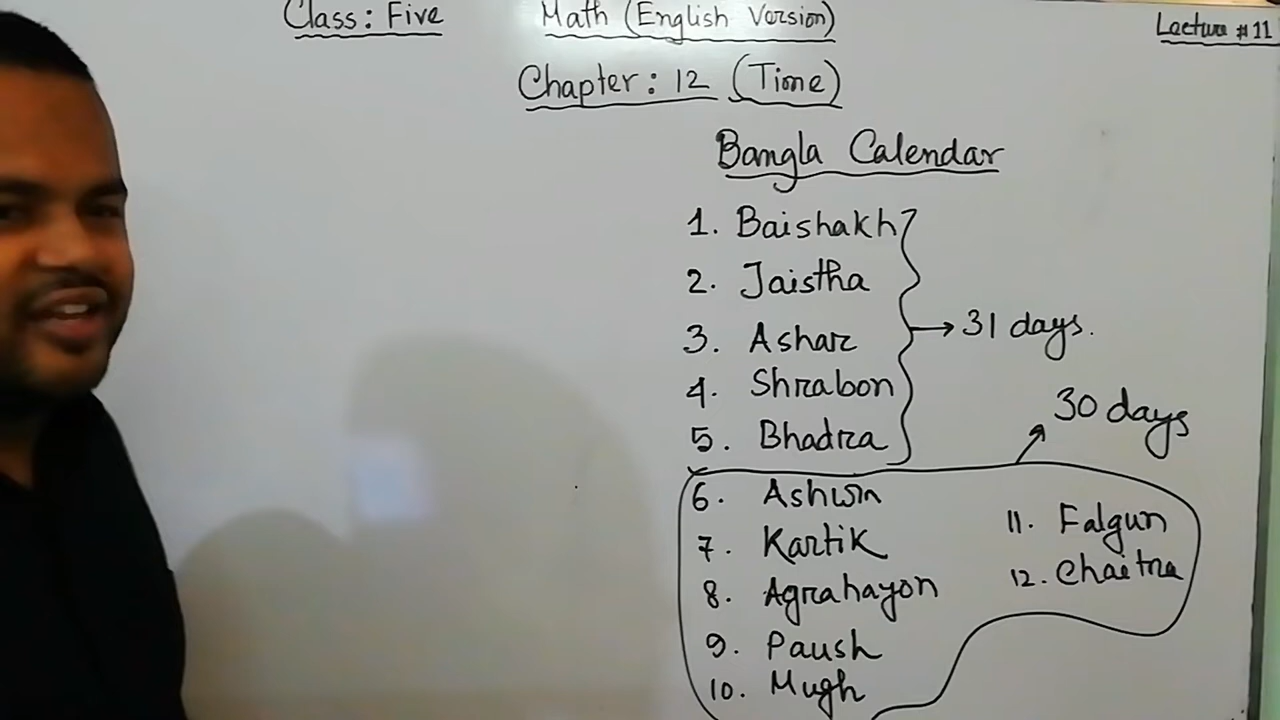 Class: Five Math (English Version) Lecture #11
Chapter: 12 (Time)
Bangla Calendar
1. Baishakh
2. Jaistha
3. Ashar
4. Shrabon
5. Bhadra
31 days.
30 days
6. Ashwin
7. Kartik
8. Agrahayon
9. Paush
10. Mugh
11. Falgun
12. Chaitra